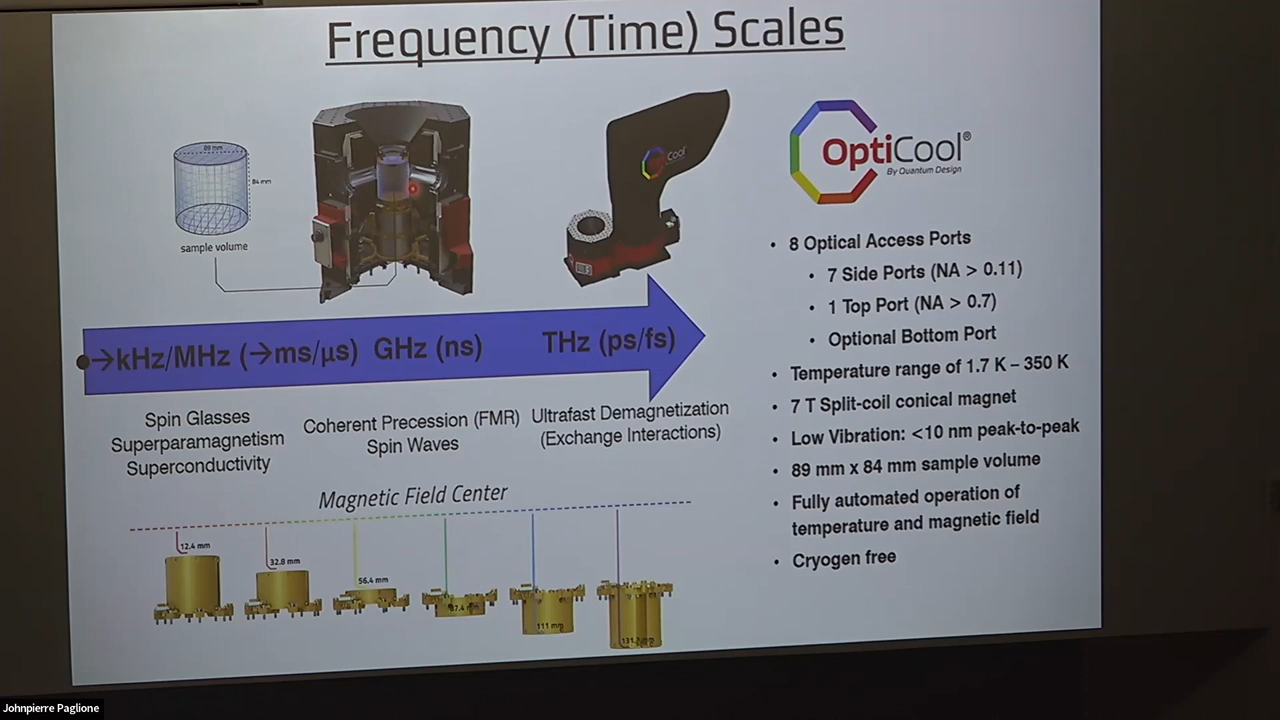 Frequency (Time) Scales
89 mm
84 mm
sample volume
Cool
OptiCool®
By Quantum Design
→kHz/MHz (→ms/µs) GHz (ns) THz (ps/fs)
Spin Glasses
Superparamagnetism
Superconductivity
Coherent Precession (FMR)
Spin Waves
Ultrafast Demagnetization
(Exchange Interactions)
Magnetic Field Center
12.4 mm
32.8 mm
56.4 mm
87.4 mm
111 mm
• 8 Optical Access Ports
• 7 Side Ports (NA > 0.11)
• 1 Top Port (NA > 0.7)
• Optional Bottom Port
• Temperature range of 1.7 K – 350 K
• 7 T Split-coil conical magnet
• Low Vibration: <10 nm peak-to-peak
• 89 mm x 84 mm sample volume
• Fully automated operation of
temperature and magnetic field
• Cryogen free
Johnpierre Paglione